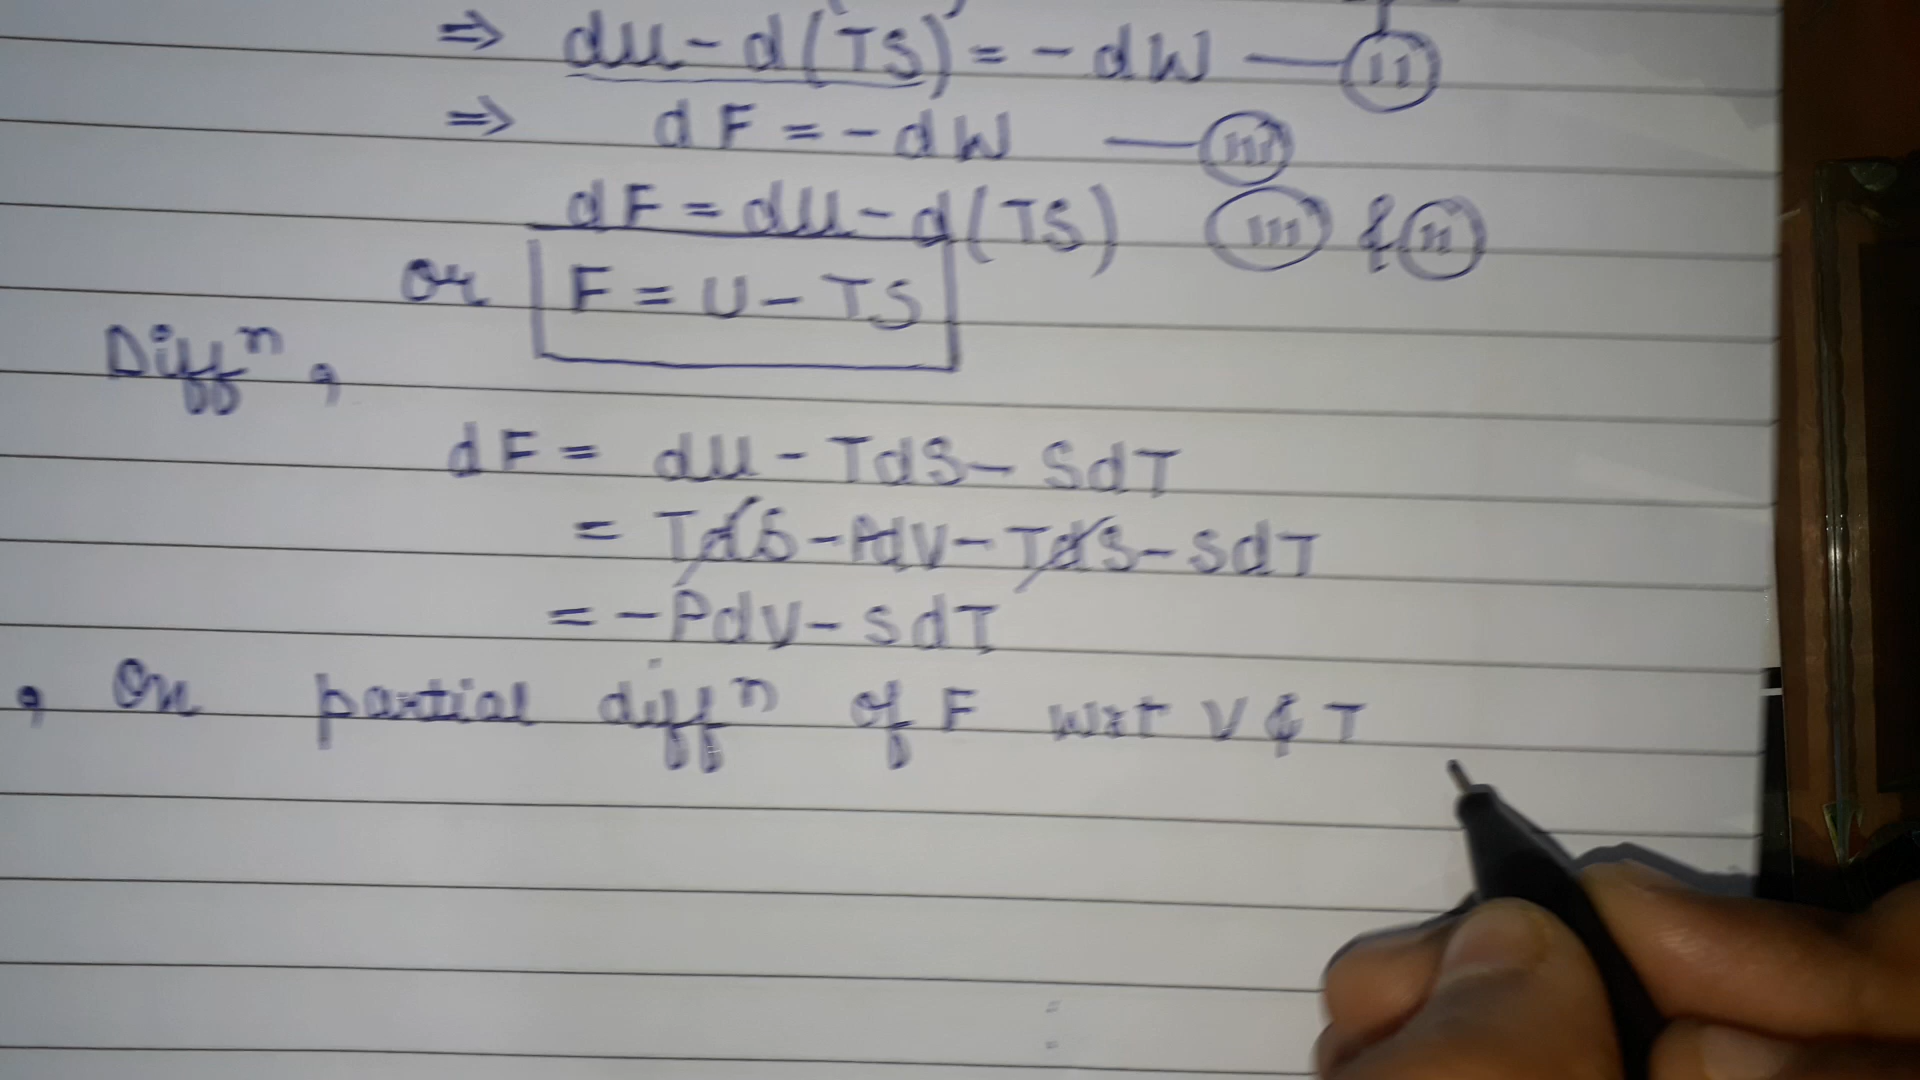 ⇒ dU - d(TS) = - dW — (ii)
⇒ dF = - dW — (iii)
dF = dU - d(TS) (iii) & (ii)
or F = U - TS
Diffⁿ,
dF = dU - TdS - SdT
= TdS - PdV - TdS - SdT
= - PdV - SdT
, On partial diffⁿ of F wrt V & T